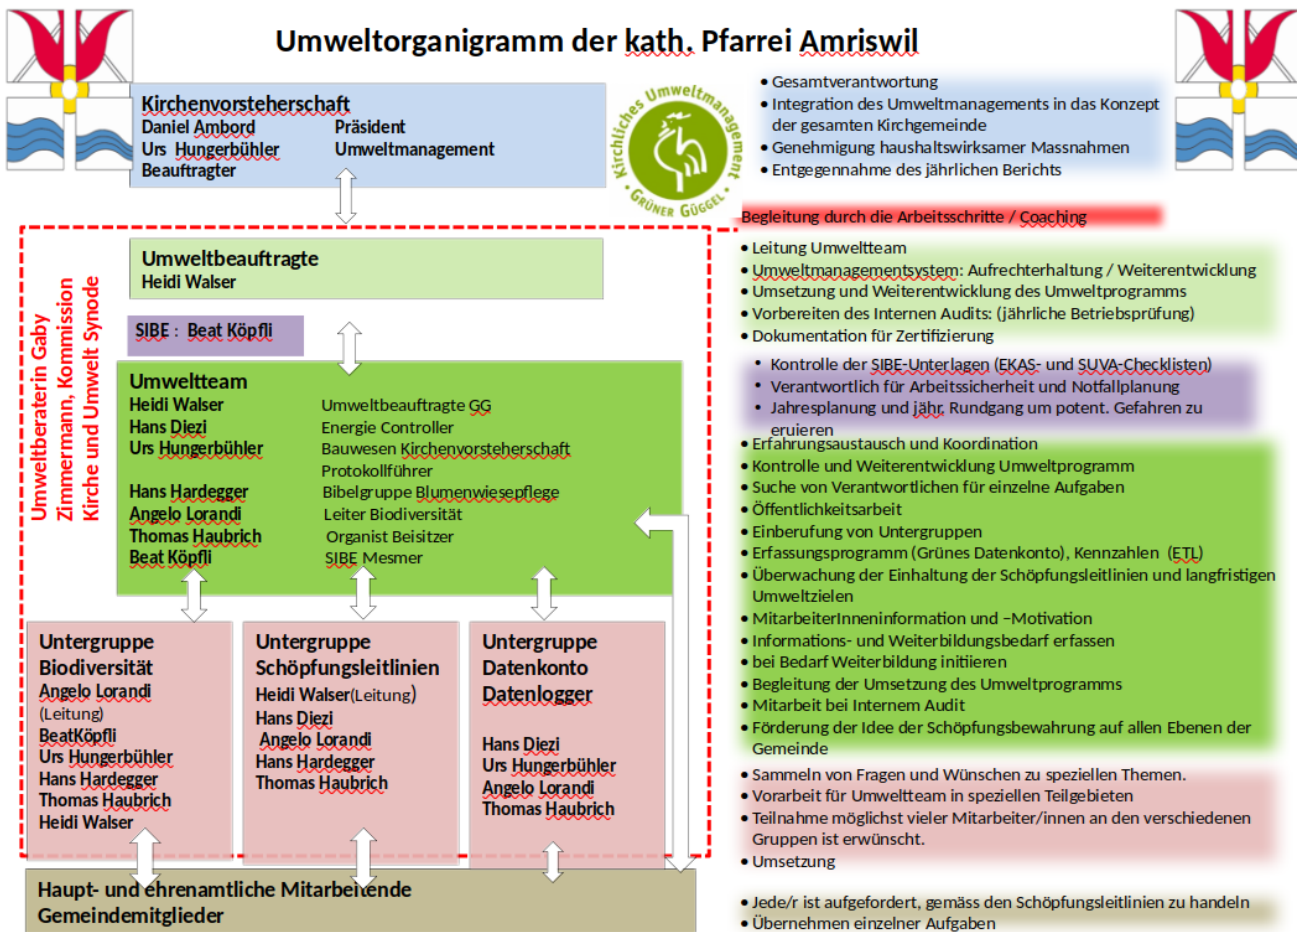 Umweltorganigramm der kath. Pfarrei Amriswil
Kirchenvorsteherschaft
Daniel Ambord Präsident
Urs Hungerbühler Umweltmanagement
Beauftragter
Kirchliches Umweltmanagement
• GRÜNER GÜGGEL •
• Gesamtverantwortung
• Integration des Umweltmanagements in das Konzept
der gesamten Kirchgemeinde
• Genehmigung haushaltswirksamer Massnahmen
• Entgegennahme des jährlichen Berichts
Begleitung durch die Arbeitsschritte / Coaching
Umweltberaterin Gaby
Zimmermann, Kommission
Kirche und Umwelt Synode
Umweltbeauftragte
Heidi Walser
• Leitung Umweltteam
• Umweltmanagementsystem: Aufrechterhaltung / Weiterentwicklung
• Umsetzung und Weiterentwicklung des Umweltprogramms
• Vorbereiten des Internen Audits: (jährliche Betriebsprüfung)
• Dokumentation für Zertifizierung
SIBE : Beat Köpfli
• Kontrolle der SIBE-Unterlagen (EKAS- und SUVA-Checklisten)
• Verantwortlich für Arbeitssicherheit und Notfallplanung
• Jahresplanung und jähr. Rundgang um potent. Gefahren zu
eruieren
Umweltteam
Heidi Walser Umweltbeauftragte GG
Hans Diezi Energie Controller
Urs Hungerbühler Bauwesen Kirchenvorsteherschaft
Protokollführer
Hans Hardegger Bibelgruppe Blumenwiesepflege
Angelo Lorandi Leiter Biodiversität
Thomas Haubrich Organist Beisitzer
Beat Köpfli SIBE Mesmer
• Erfahrungsaustausch und Koordination
• Kontrolle und Weiterentwicklung Umweltprogramm
• Suche von Verantwortlichen für einzelne Aufgaben
• Öffentlichkeitsarbeit
• Einberufung von Untergruppen
• Erfassungsprogramm (Grünes Datenkonto), Kennzahlen (ETL)
• Überwachung der Einhaltung der Schöpfungsleitlinien und langfristigen
Umweltzielen
• MitarbeiterInneninformation und –Motivation
• Informations- und Weiterbildungsbedarf erfassen
• bei Bedarf Weiterbildung initiieren
• Begleitung der Umsetzung des Umweltprogramms
• Mitarbeit bei Internem Audit
• Förderung der Idee der Schöpfungsbewahrung auf allen Ebenen der
Gemeinde
Untergruppe
Biodiversität
Angelo Lorandi
(Leitung)
BeatKöpfli
Urs Hungerbühler
Hans Hardegger
Thomas Haubrich
Heidi Walser
Untergruppe
Schöpfungsleitlinien
Heidi Walser(Leitung)
Hans Diezi
Angelo Lorandi
Hans Hardegger
Thomas Haubrich
Untergruppe
Datenkonto
Datenlogger
Hans Diezi
Urs Hungerbühler
Angelo Lorandi
Thomas Haubrich
• Sammeln von Fragen und Wünschen zu speziellen Themen.
• Vorarbeit für Umweltteam in speziellen Teilgebieten
• Teilnahme möglichst vieler Mitarbeiter/innen an den verschiedenen
Gruppen ist erwünscht.
• Umsetzung
Haupt- und ehrenamtliche Mitarbeitende
Gemeindemitglieder
• Jede/r ist aufgefordert, gemäss den Schöpfungsleitlinien zu handeln
• Übernehmen einzelner Aufgaben